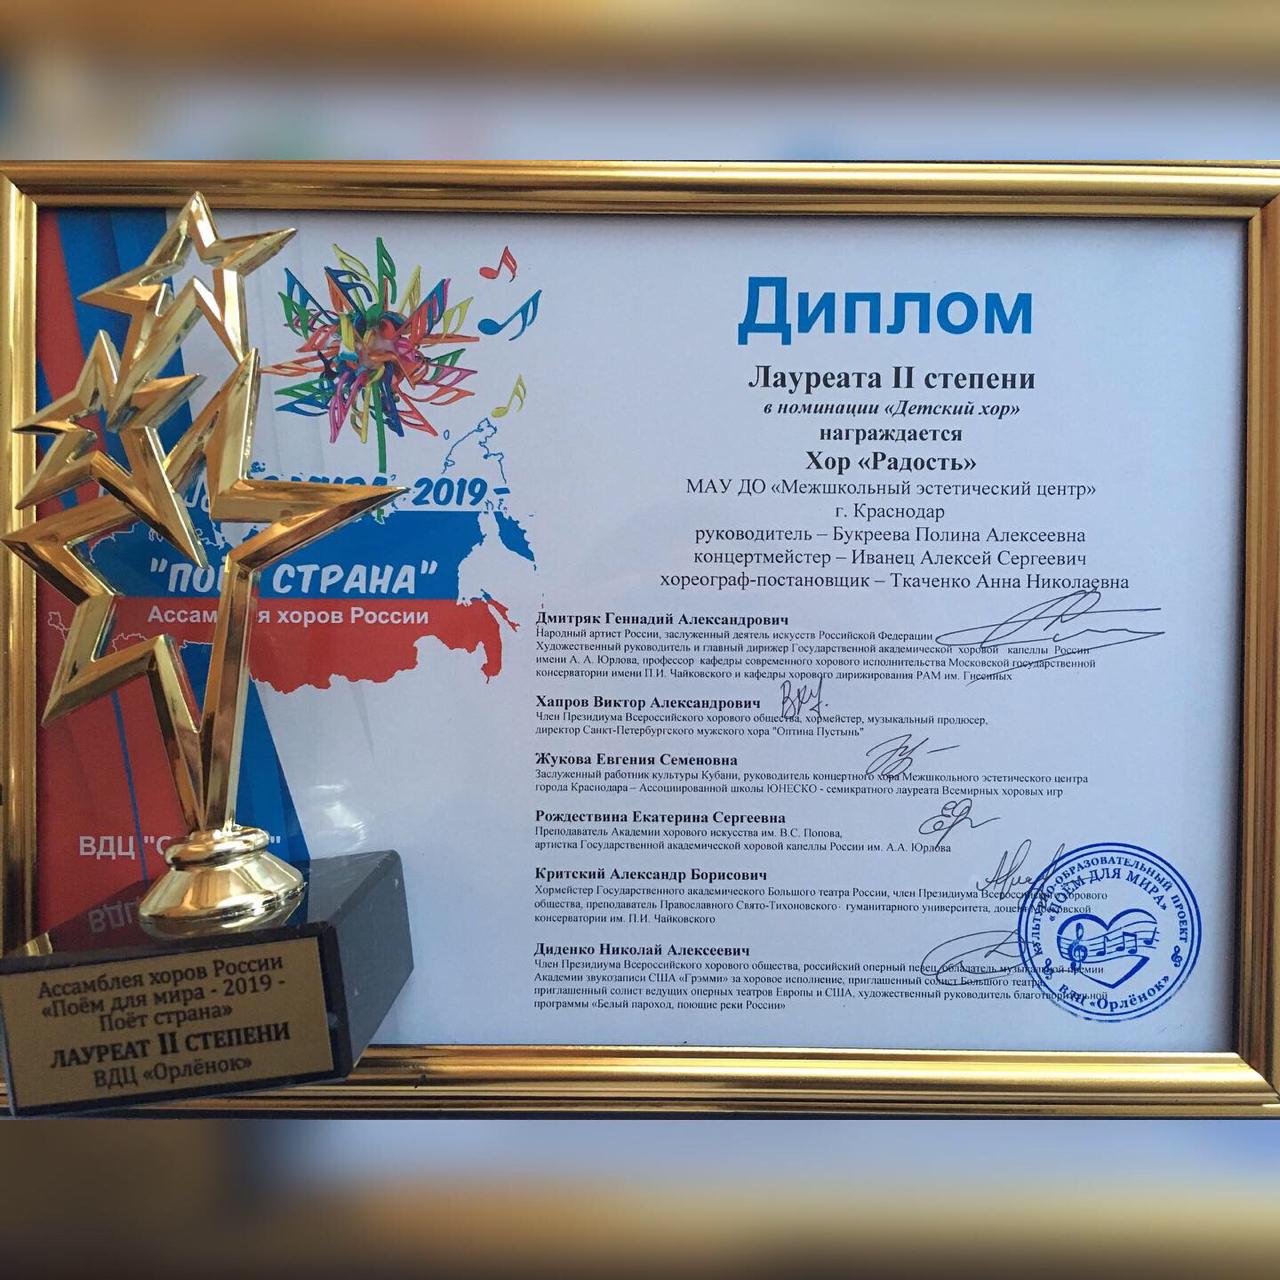 Диплом
Лауреата II степени
в номинации «Детский хор»
награждается
Хор «Радость»
МАУ ДО «Межшкольный эстетический центр»
г. Краснодар
руководитель – Букреева Полина Алексеевна
концертмейстер – Иванец Алексей Сергеевич
хореограф-постановщик – Ткаченко Анна Николаевна
МИРА - 2019 -
"ПОЁТ СТРАНА"
Ассамблея хоров России
ВДЦ
Дмитряк Геннадий Александрович
Народный артист России, заслуженный деятель искусств Российской Федерации
Художественный руководитель и главный дирижер Государственной академической хоровой капеллы России
имени А. А. Юрлова, профессор кафедры современного хорового исполнительства Московской государственной
консерватории имени П.И. Чайковского и кафедры хорового дирижирования РАМ им. Гнесиных
Хапров Виктор Александрович
Член Президиума Всероссийского хорового общества, хормейстер, музыкальный продюсер,
директор Санкт-Петербургского мужского хора "Оптина Пустынь"
Жукова Евгения Семеновна
Заслуженный работник культуры Кубани, руководитель концертного хора Межшкольного эстетического центра
города Краснодара – Ассоциированной школы ЮНЕСКО - семикратного лауреата Всемирных хоровых игр
Рождествина Екатерина Сергеевна
Преподаватель Академии хорового искусства им. В.С. Попова,
артистка Государственной академической хоровой капеллы России им. А.А. Юрлова
Критский Александр Борисович
Хормейстер Государственного академического Большого театра России, член Президиума Всероссийского хорового
общества, преподаватель Православного Свято-Тихоновского гуманитарного университета, доцент Московской
консерватории им. П.И. Чайковского
Диденко Николай Алексеевич
Член Президиума Всероссийского хорового общества, российский оперный певец, обладатель музыкальной премии
Академии звукозаписи США «Грэмми» за хоровое исполнение, приглашенный солист Большого театра,
приглашенный солист ведущих оперных театров Европы и США, художественный руководитель благотворительной
программы «Белый пароход, поющие реки России»
КУЛЬТУРНО-ОБРАЗОВАТЕЛЬНЫЙ ПРОЕКТ
«ПОЁМ ДЛЯ МИРА»
ВДЦ «Орлёнок»
Ассамблея хоров России
«Поём для мира - 2019 -
Поёт страна»
ЛАУРЕАТ II СТЕПЕНИ
ВДЦ «Орлёнок»